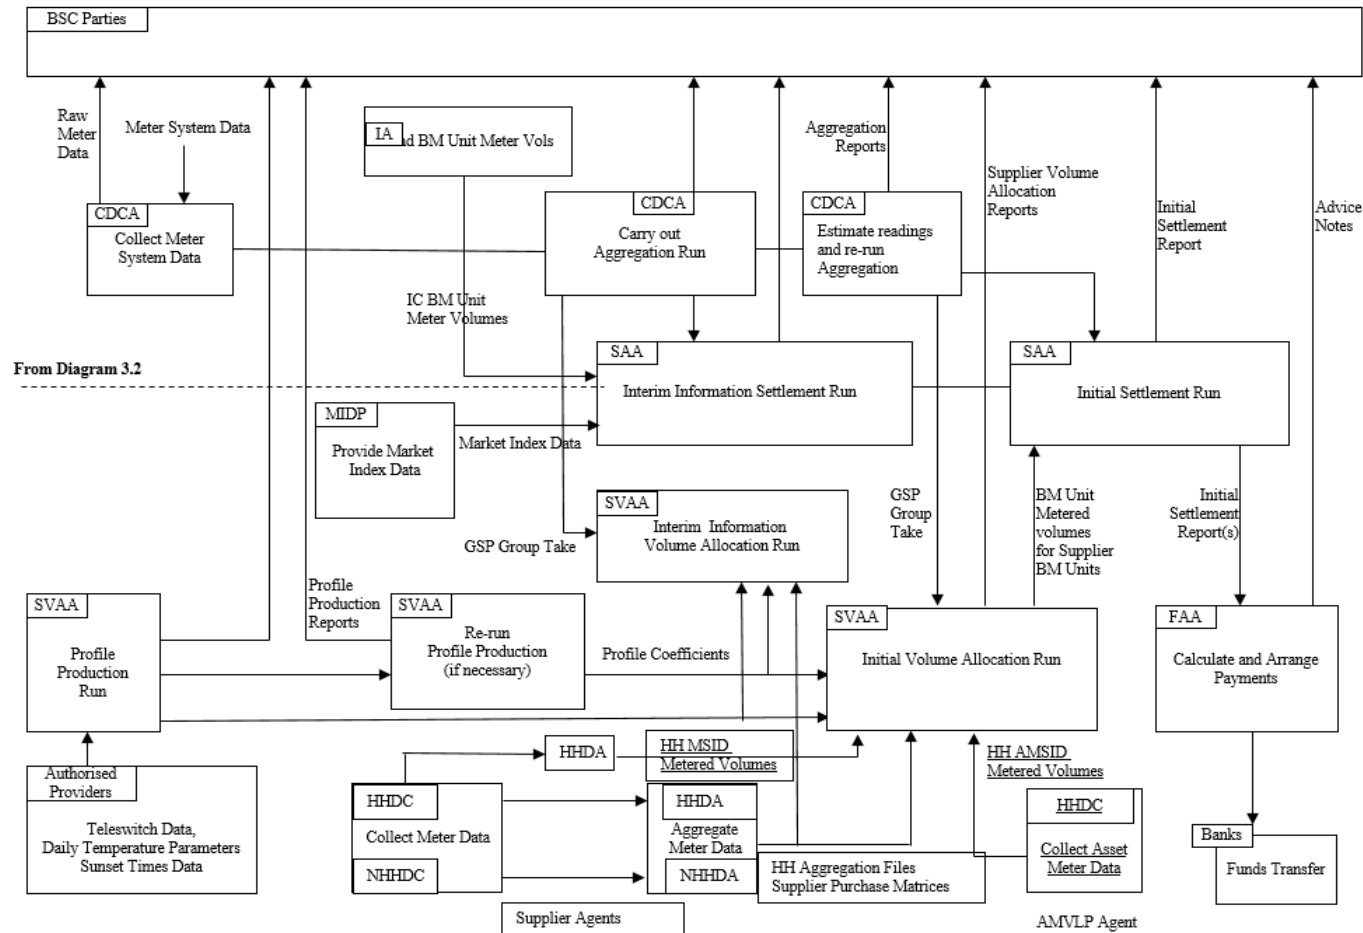 BSC Parties
Raw
Meter
Data
Meter System Data
IA
nd BM Unit Meter Vols
Aggregation
Reports
Supplier Volume
Allocation
Reports
Initial
Settlement
Report
Advice
Notes
CDCA
Collect Meter
System Data
CDCA
Carry out
Aggregation Run
CDCA
Estimate readings
and re-run
Aggregation
IC BM Unit
Meter Volumes
From Diagram 3.2
SAA
Interim Information Settlement Run
SAA
Initial Settlement Run
MIDP
Provide Market
Index Data
Market Index Data
SVAA
Interim Information
Volume Allocation Run
GSP Group Take
GSP
Group
Take
BM Unit
Metered
volumes
for Supplier
BM Units
Initial
Settlement
Report(s)
Profile
Production
Reports
SVAA
Profile
Production
Run
SVAA
Re-run
Profile Production
(if necessary)
Profile Coefficients
SVAA
Initial Volume Allocation Run
FAA
Calculate and Arrange
Payments
HHDA
HH MSID
Metered Volumes
HH AMSID
Metered Volumes
Authorised
Providers
Teleswitch Data,
Daily Temperature Parameters
Sunset Times Data
HHDC
Collect Meter Data
NHHDC
HHDA
Aggregate
Meter Data
NHHDA
HH Aggregation Files
Supplier Purchase Matrices
HHDC
Collect Asset
Meter Data
Banks
Funds Transfer
Supplier Agents
AMVLP Agent